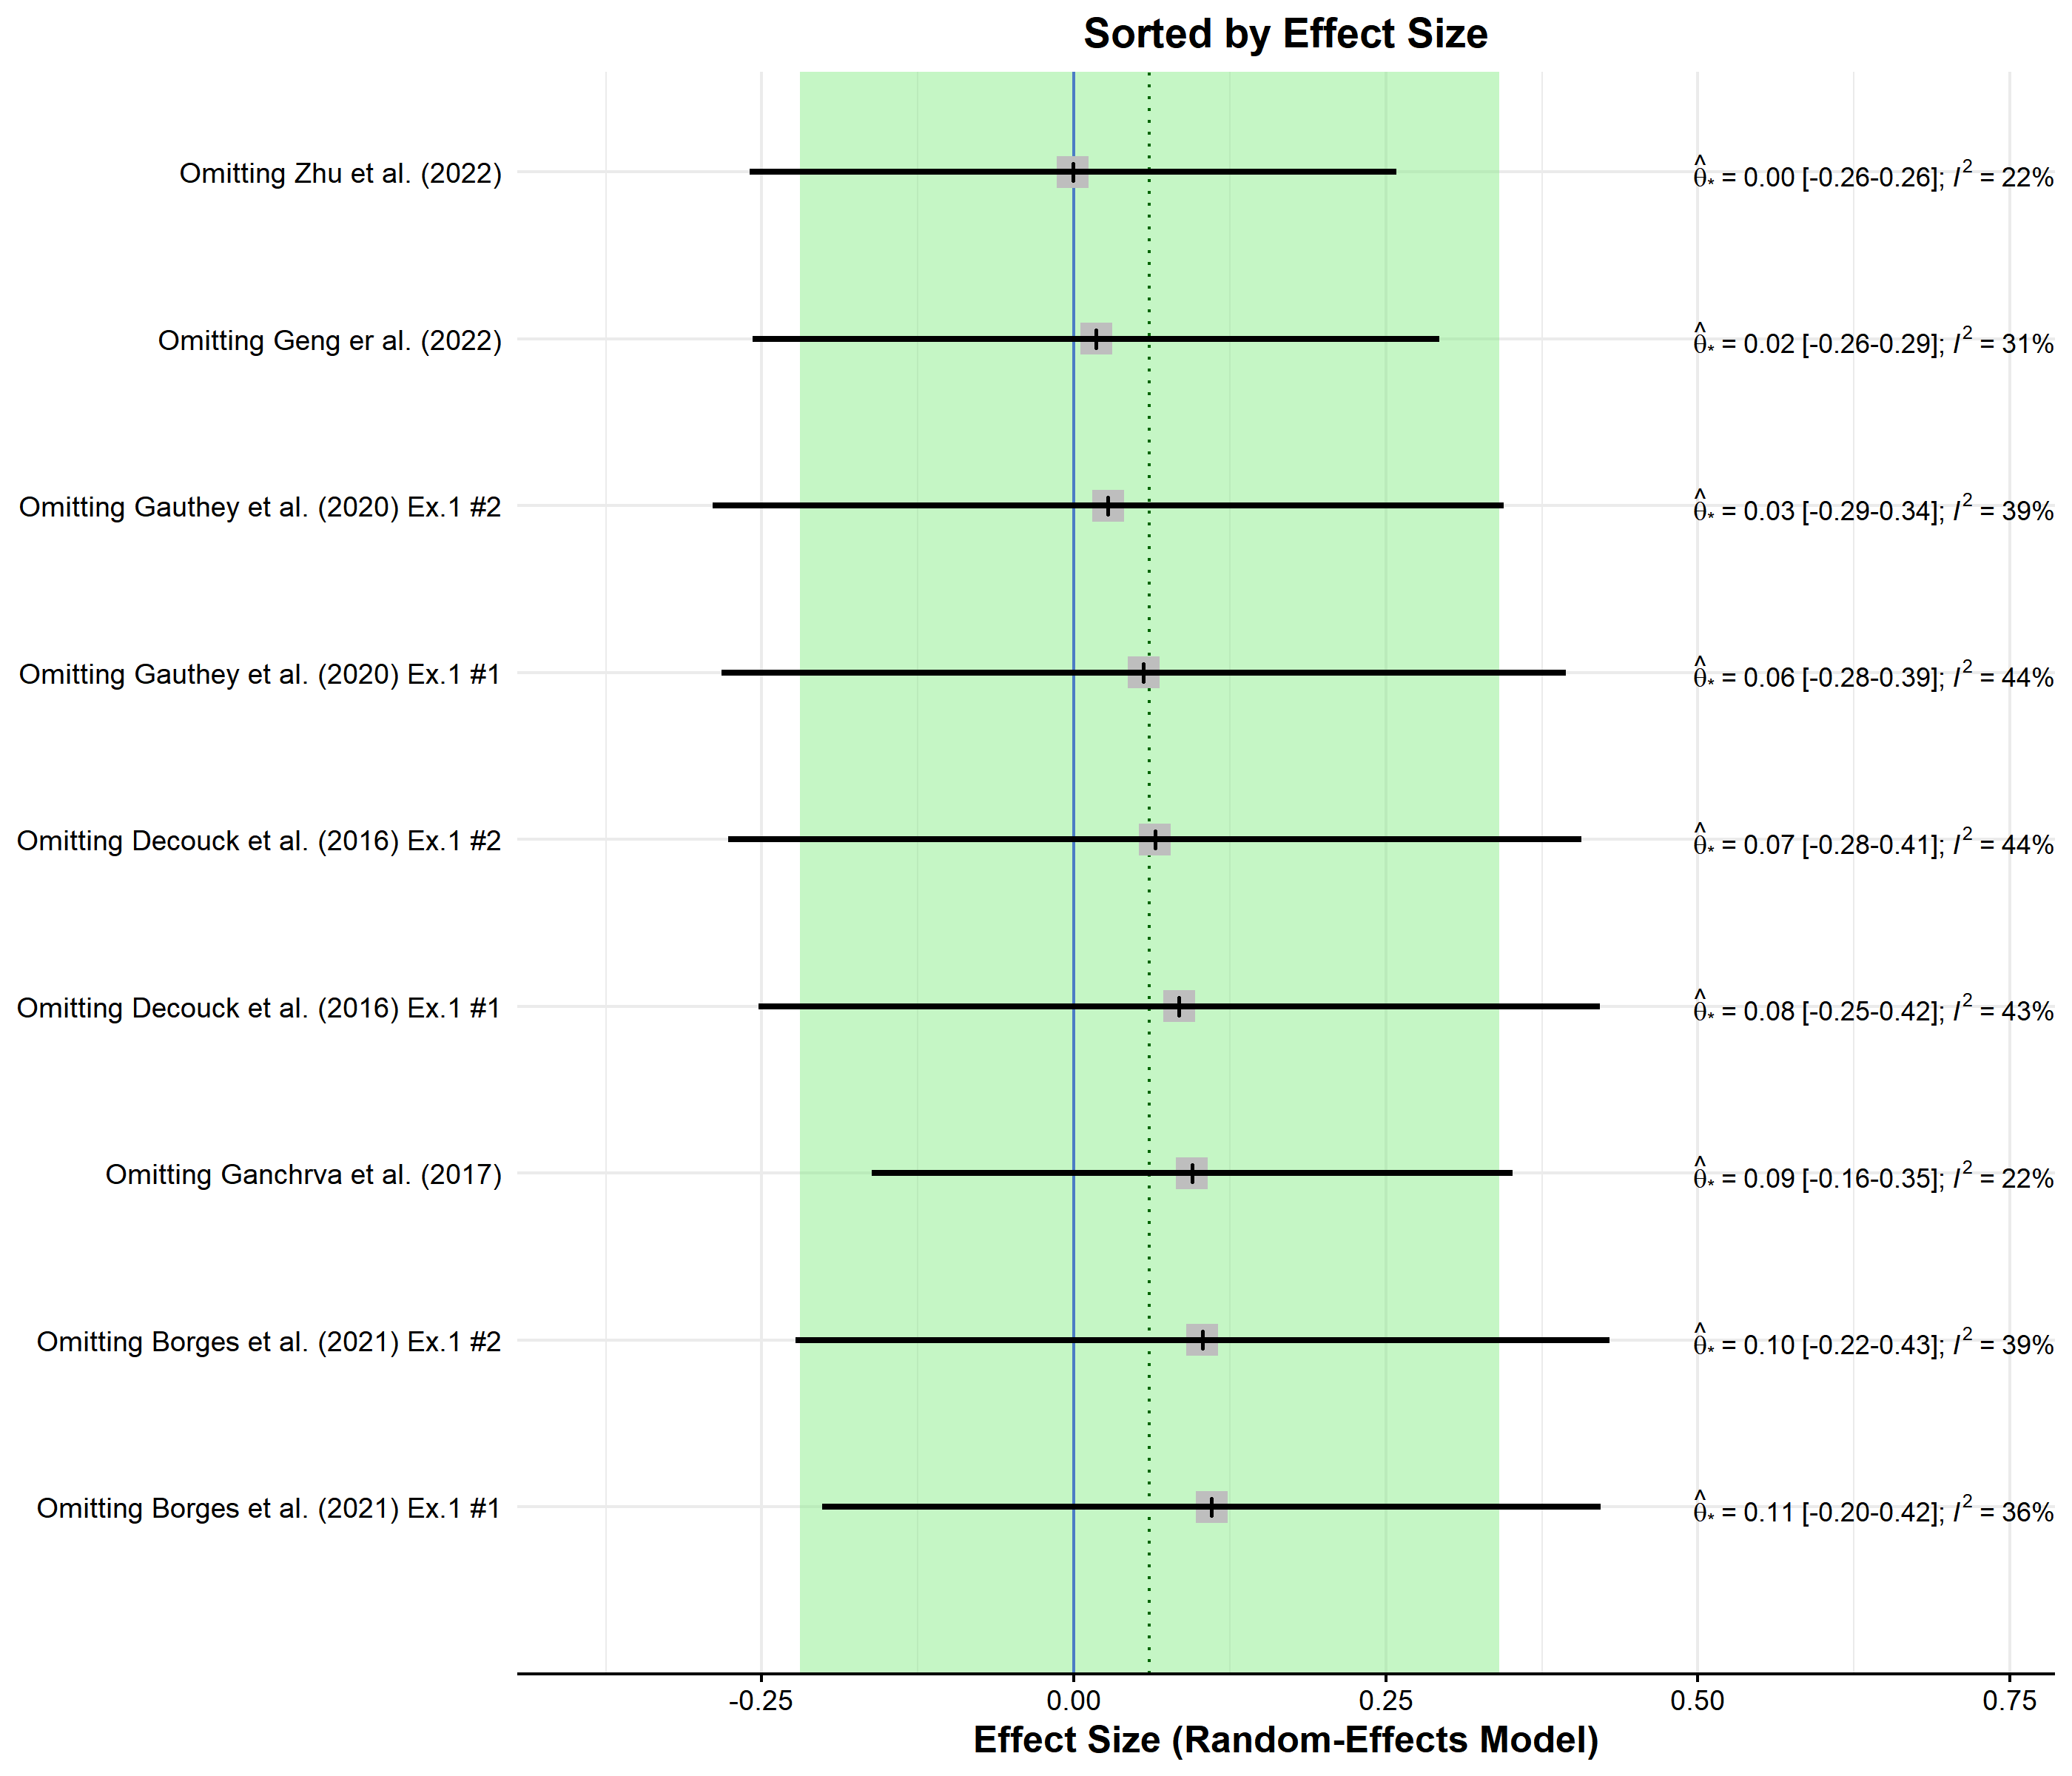 Sorted by Effect Size
Omitting Zhu et al. (2022) θ̂* = 0.00 [-0.26-0.26]; I² = 22%
Omitting Geng er al. (2022) θ̂* = 0.02 [-0.26-0.29]; I² = 31%
Omitting Gauthey et al. (2020) Ex.1 #2 θ̂* = 0.03 [-0.29-0.34]; I² = 39%
Omitting Gauthey et al. (2020) Ex.1 #1 θ̂* = 0.06 [-0.28-0.39]; I² = 44%
Omitting Decouck et al. (2016) Ex.1 #2 θ̂* = 0.07 [-0.28-0.41]; I² = 44%
Omitting Decouck et al. (2016) Ex.1 #1 θ̂* = 0.08 [-0.25-0.42]; I² = 43%
Omitting Ganchrva et al. (2017) θ̂* = 0.09 [-0.16-0.35]; I² = 22%
Omitting Borges et al. (2021) Ex.1 #2 θ̂* = 0.10 [-0.22-0.43]; I² = 39%
Omitting Borges et al. (2021) Ex.1 #1 θ̂* = 0.11 [-0.20-0.42]; I² = 36%
-0.25 0.00 0.25 0.50 0.75
Effect Size (Random-Effects Model)